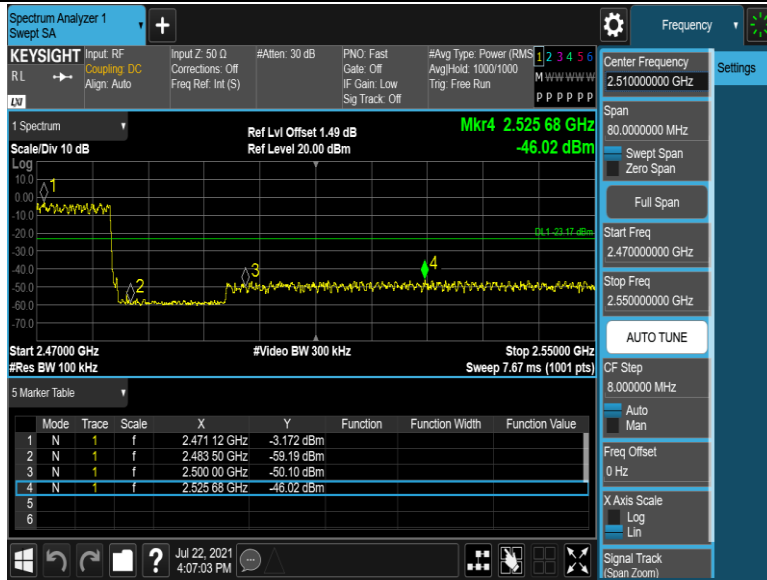 Spectrum Analyzer 1
Swept SA
+
Frequency
KEYSIGHT Input: RF Input Z: 50 Ω #Atten: 30 dB PNO: Fast #Avg Type: Power (RMS 1 2 3 4 5 6
RL Coupling: DC Corrections: Off Gate: Off Avg|Hold: 1000/1000 M W W W W W
Align: Auto Freq Ref: Int (S) IF Gain: Low Trig: Free Run
Sig Track: Off P P P P P P
LXI
1 Spectrum
Ref Lvl Offset 1.49 dB Mkr4 2.525 68 GHz
Scale/Div 10 dB Ref Level 20.00 dBm -46.02 dBm
Log
10.0
0.00
-10.0
-20.0
-30.0
-40.0
-50.0
-60.0
-70.0
1
2
3
4
DL1 -23.17 dBm
Start 2.47000 GHz #Video BW 300 kHz Stop 2.55000 GHz
#Res BW 100 kHz Sweep 7.67 ms (1001 pts)
5 Marker Table
Mode Trace Scale X Y Function Function Width Function Value
1 N 1 f 2.471 12 GHz -3.172 dBm
2 N 1 f 2.483 50 GHz -59.19 dBm
3 N 1 f 2.500 00 GHz -50.10 dBm
4 N 1 f 2.525 68 GHz -46.02 dBm
5
6
?
Jul 22, 2021
4:07:03 PM
Center Frequency
2.510000000 GHz
Settings
Span
80.0000000 MHz
Swept Span
Zero Span
Full Span
Start Freq
2.470000000 GHz
Stop Freq
2.550000000 GHz
AUTO TUNE
CF Step
8.000000 MHz
Auto
Man
Freq Offset
0 Hz
X Axis Scale
Log
Lin
Signal Track
(Span Zoom)